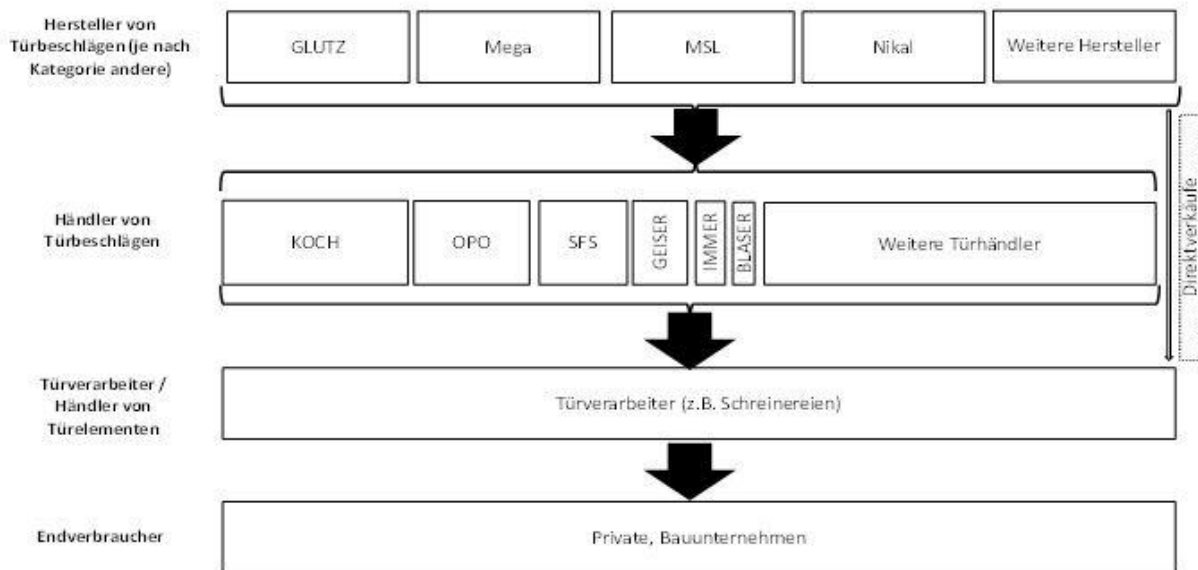 Hersteller von
Türbeschlägen (je nach
Kategorie andere)
GLUTZ
Mega
MSL
Nikal
Weitere Hersteller
Direktverkäufe
Händler von
Türbeschlägen
KOCH
OPO
SFS
GEISER
IMMER
BLASER
Weitere Türhändler
Türverarbeiter /
Händler von
Türelementen
Türverarbeiter (z.B. Schreinereien)
Endverbraucher
Private, Bauunternehmen